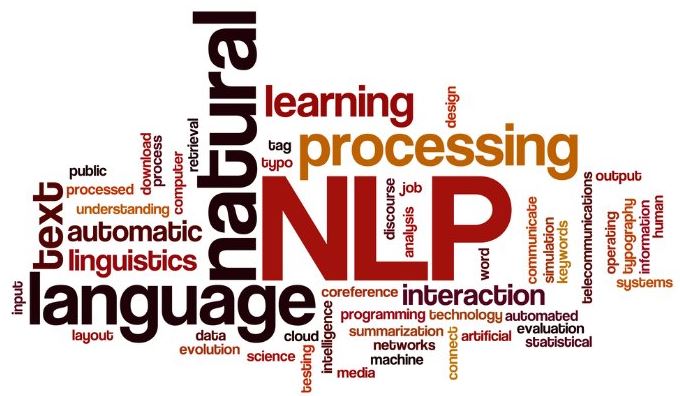 natural
learning
design
processing
tag
typo
retrieval
process
download
computer
public
processed
understanding
text
automatic
linguistics
NLP
discourse
job
analysis
word
communicate
simulation
keywords
telecommunications
output
operating
typography
information
human
systems
input
language
coreference
interaction
programming
technology
automated
layout
data
cloud
intelligence
summarization
connect
artificial
evaluation
statistical
evolution
science
testing
networks
machine
media